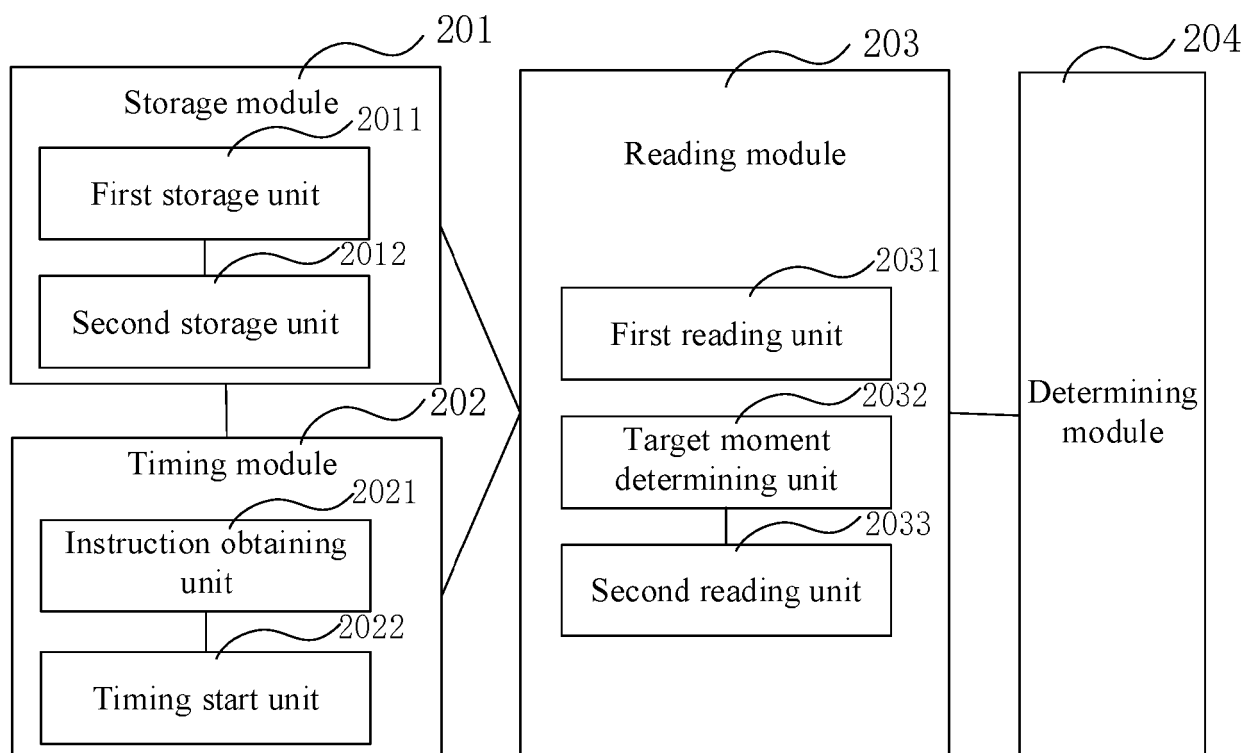 201
Storage module
2011
First storage unit
2012
Second storage unit
202
Timing module
2021
Instruction obtaining
unit
2022
Timing start unit
203
Reading module
2031
First reading unit
2032
Target moment
determining unit
2033
Second reading unit
204
Determining
module